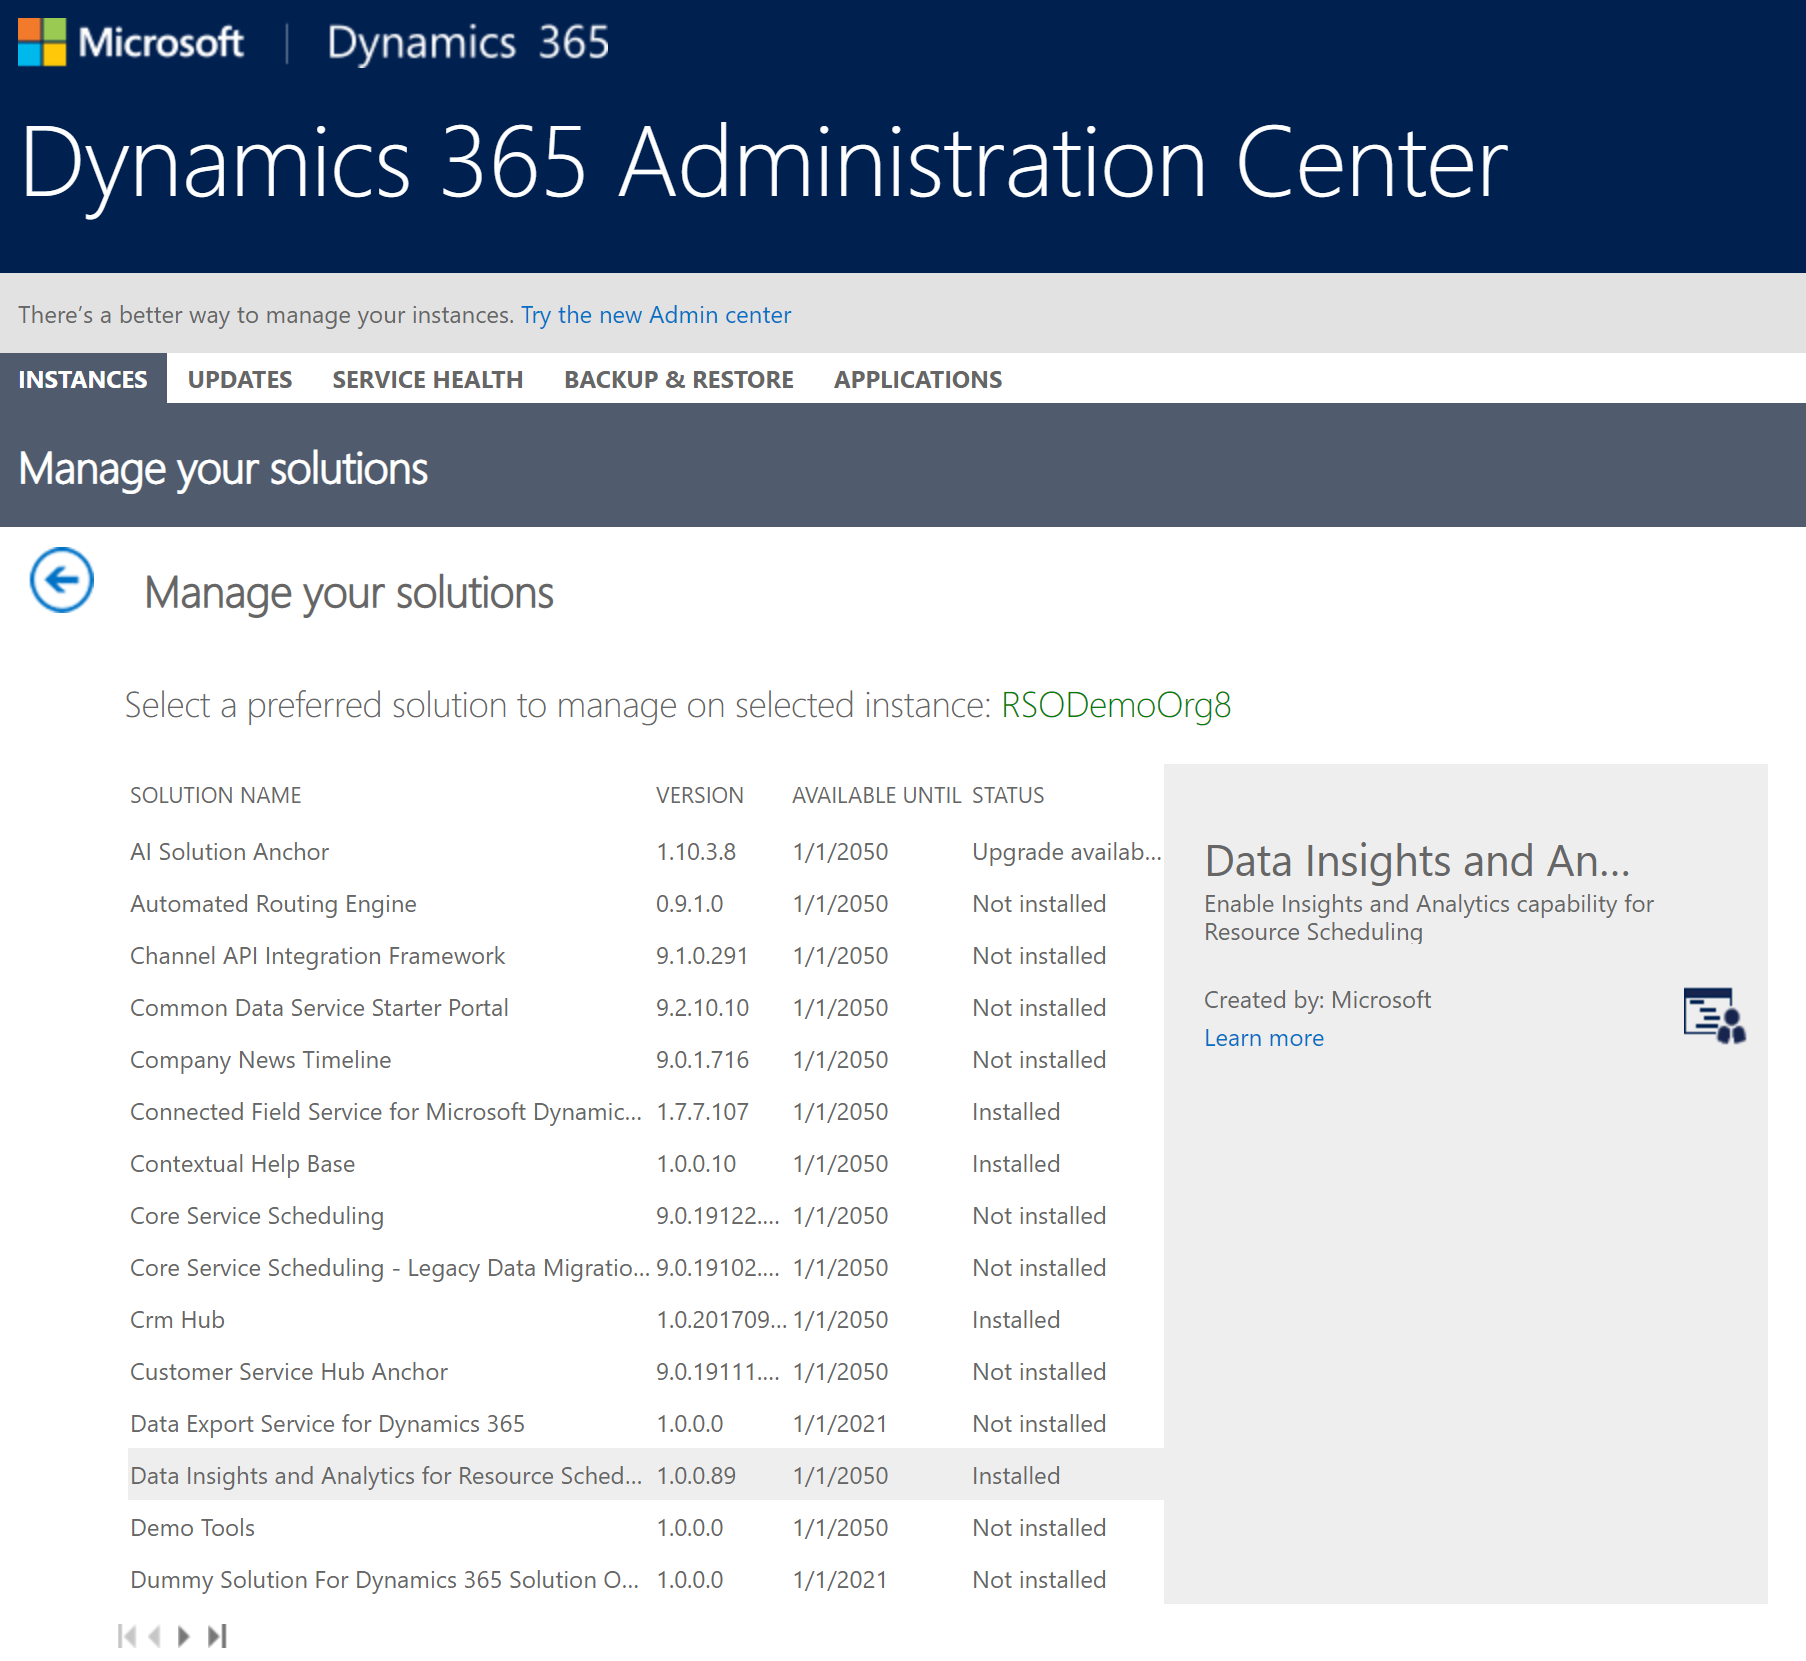 Microsoft | Dynamics 365
Dynamics 365 Administration Center
There's a better way to manage your instances. Try the new Admin center
INSTANCES UPDATES SERVICE HEALTH BACKUP & RESTORE APPLICATIONS
Manage your solutions
Manage your solutions
Select a preferred solution to manage on selected instance: RSODemoOrg8
SOLUTION NAME VERSION AVAILABLE UNTIL STATUS
AI Solution Anchor 1.10.3.8 1/1/2050 Upgrade availab...
Automated Routing Engine 0.9.1.0 1/1/2050 Not installed
Channel API Integration Framework 9.1.0.291 1/1/2050 Not installed
Common Data Service Starter Portal 9.2.10.10 1/1/2050 Not installed
Company News Timeline 9.0.1.716 1/1/2050 Not installed
Connected Field Service for Microsoft Dynamic... 1.7.7.107 1/1/2050 Installed
Contextual Help Base 1.0.0.10 1/1/2050 Installed
Core Service Scheduling 9.0.19122.... 1/1/2050 Not installed
Core Service Scheduling - Legacy Data Migratio... 9.0.19102.... 1/1/2050 Not installed
Crm Hub 1.0.201709... 1/1/2050 Installed
Customer Service Hub Anchor 9.0.19111.... 1/1/2050 Not installed
Data Export Service for Dynamics 365 1.0.0.0 1/1/2021 Not installed
Data Insights and Analytics for Resource Sched... 1.0.0.89 1/1/2050 Installed
Demo Tools 1.0.0.0 1/1/2050 Not installed
Dummy Solution For Dynamics 365 Solution O... 1.0.0.0 1/1/2021 Not installed
Data Insights and An...
Enable Insights and Analytics capability for
Resource Scheduling
Created by: Microsoft
Learn more